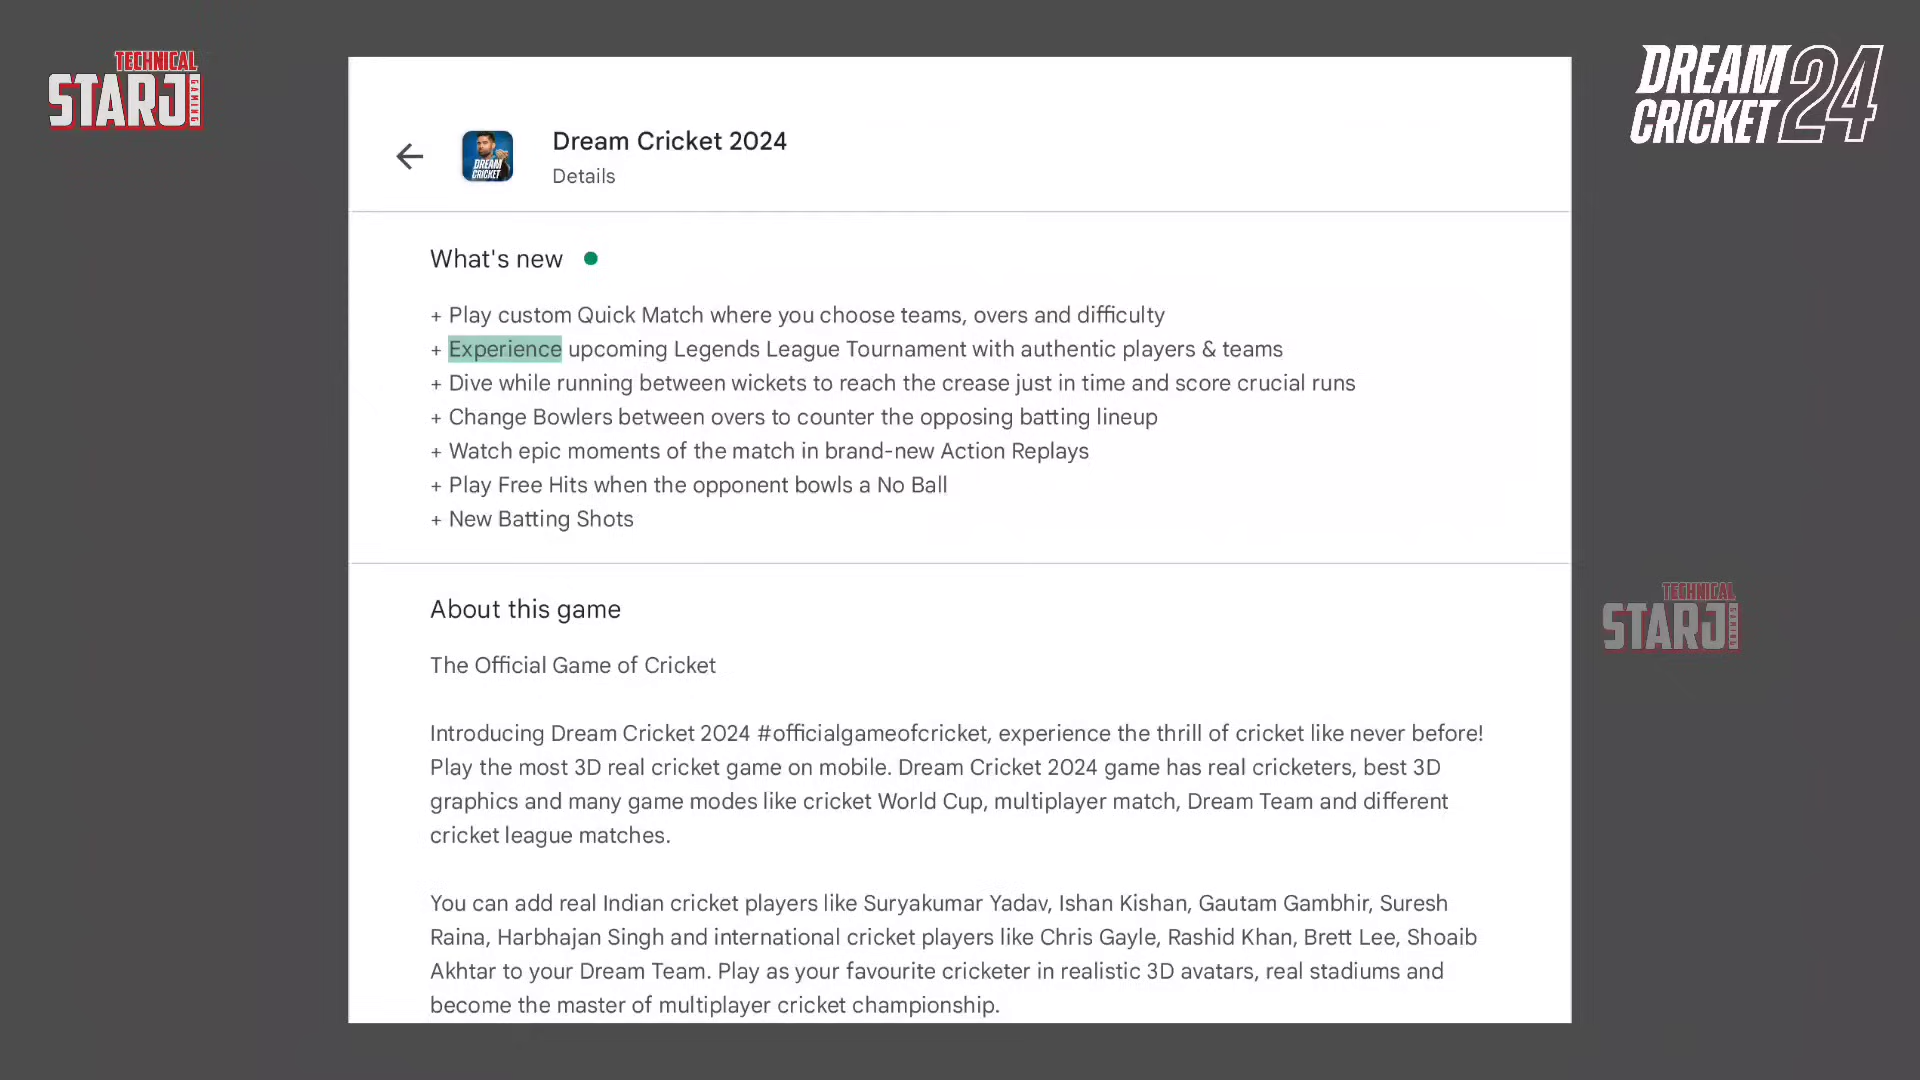 TECHNICAL
STARJI
GAMING
DREAM
CRICKET 24
DREAM
CRICKET
Dream Cricket 2024
Details
What's new
+ Play custom Quick Match where you choose teams, overs and difficulty
+ Experience upcoming Legends League Tournament with authentic players & teams
+ Dive while running between wickets to reach the crease just in time and score crucial runs
+ Change Bowlers between overs to counter the opposing batting lineup
+ Watch epic moments of the match in brand-new Action Replays
+ Play Free Hits when the opponent bowls a No Ball
+ New Batting Shots
About this game
The Official Game of Cricket
Introducing Dream Cricket 2024 #officialgameofcricket, experience the thrill of cricket like never before!
Play the most 3D real cricket game on mobile. Dream Cricket 2024 game has real cricketers, best 3D
graphics and many game modes like cricket World Cup, multiplayer match, Dream Team and different
cricket league matches.
TECHNICAL
STARJI
GAMING
You can add real Indian cricket players like Suryakumar Yadav, Ishan Kishan, Gautam Gambhir, Suresh
Raina, Harbhajan Singh and international cricket players like Chris Gayle, Rashid Khan, Brett Lee, Shoaib
Akhtar to your Dream Team. Play as your favourite cricketer in realistic 3D avatars, real stadiums and
become the master of multiplayer cricket championship.